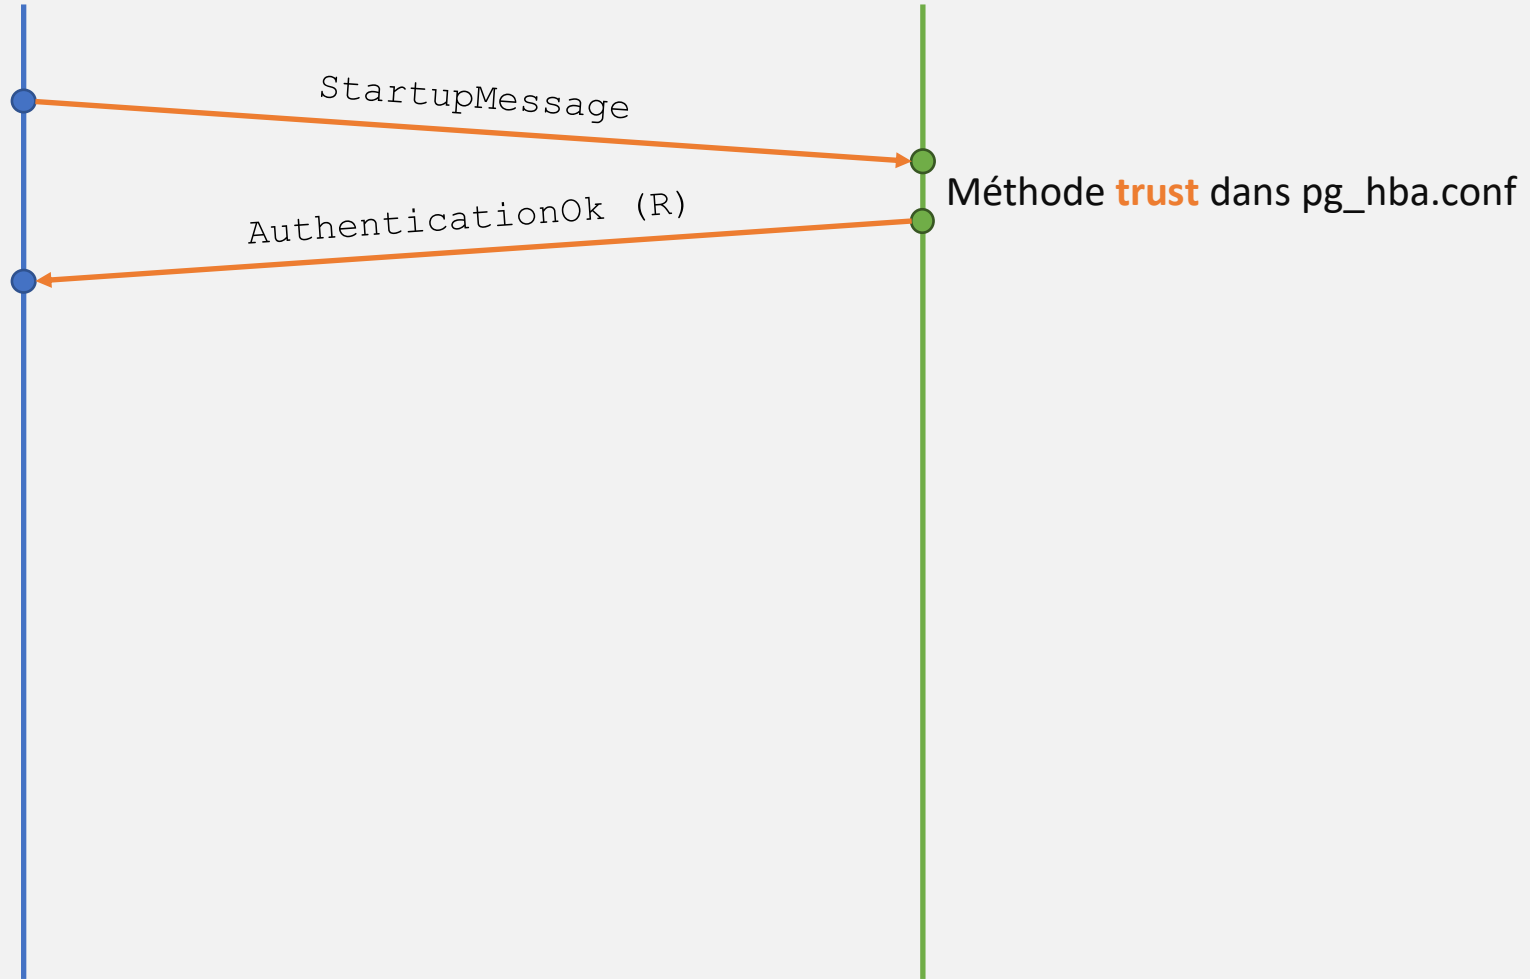 StartupMessage
Méthode trust dans pg_hba.conf
AuthenticationOk (R)